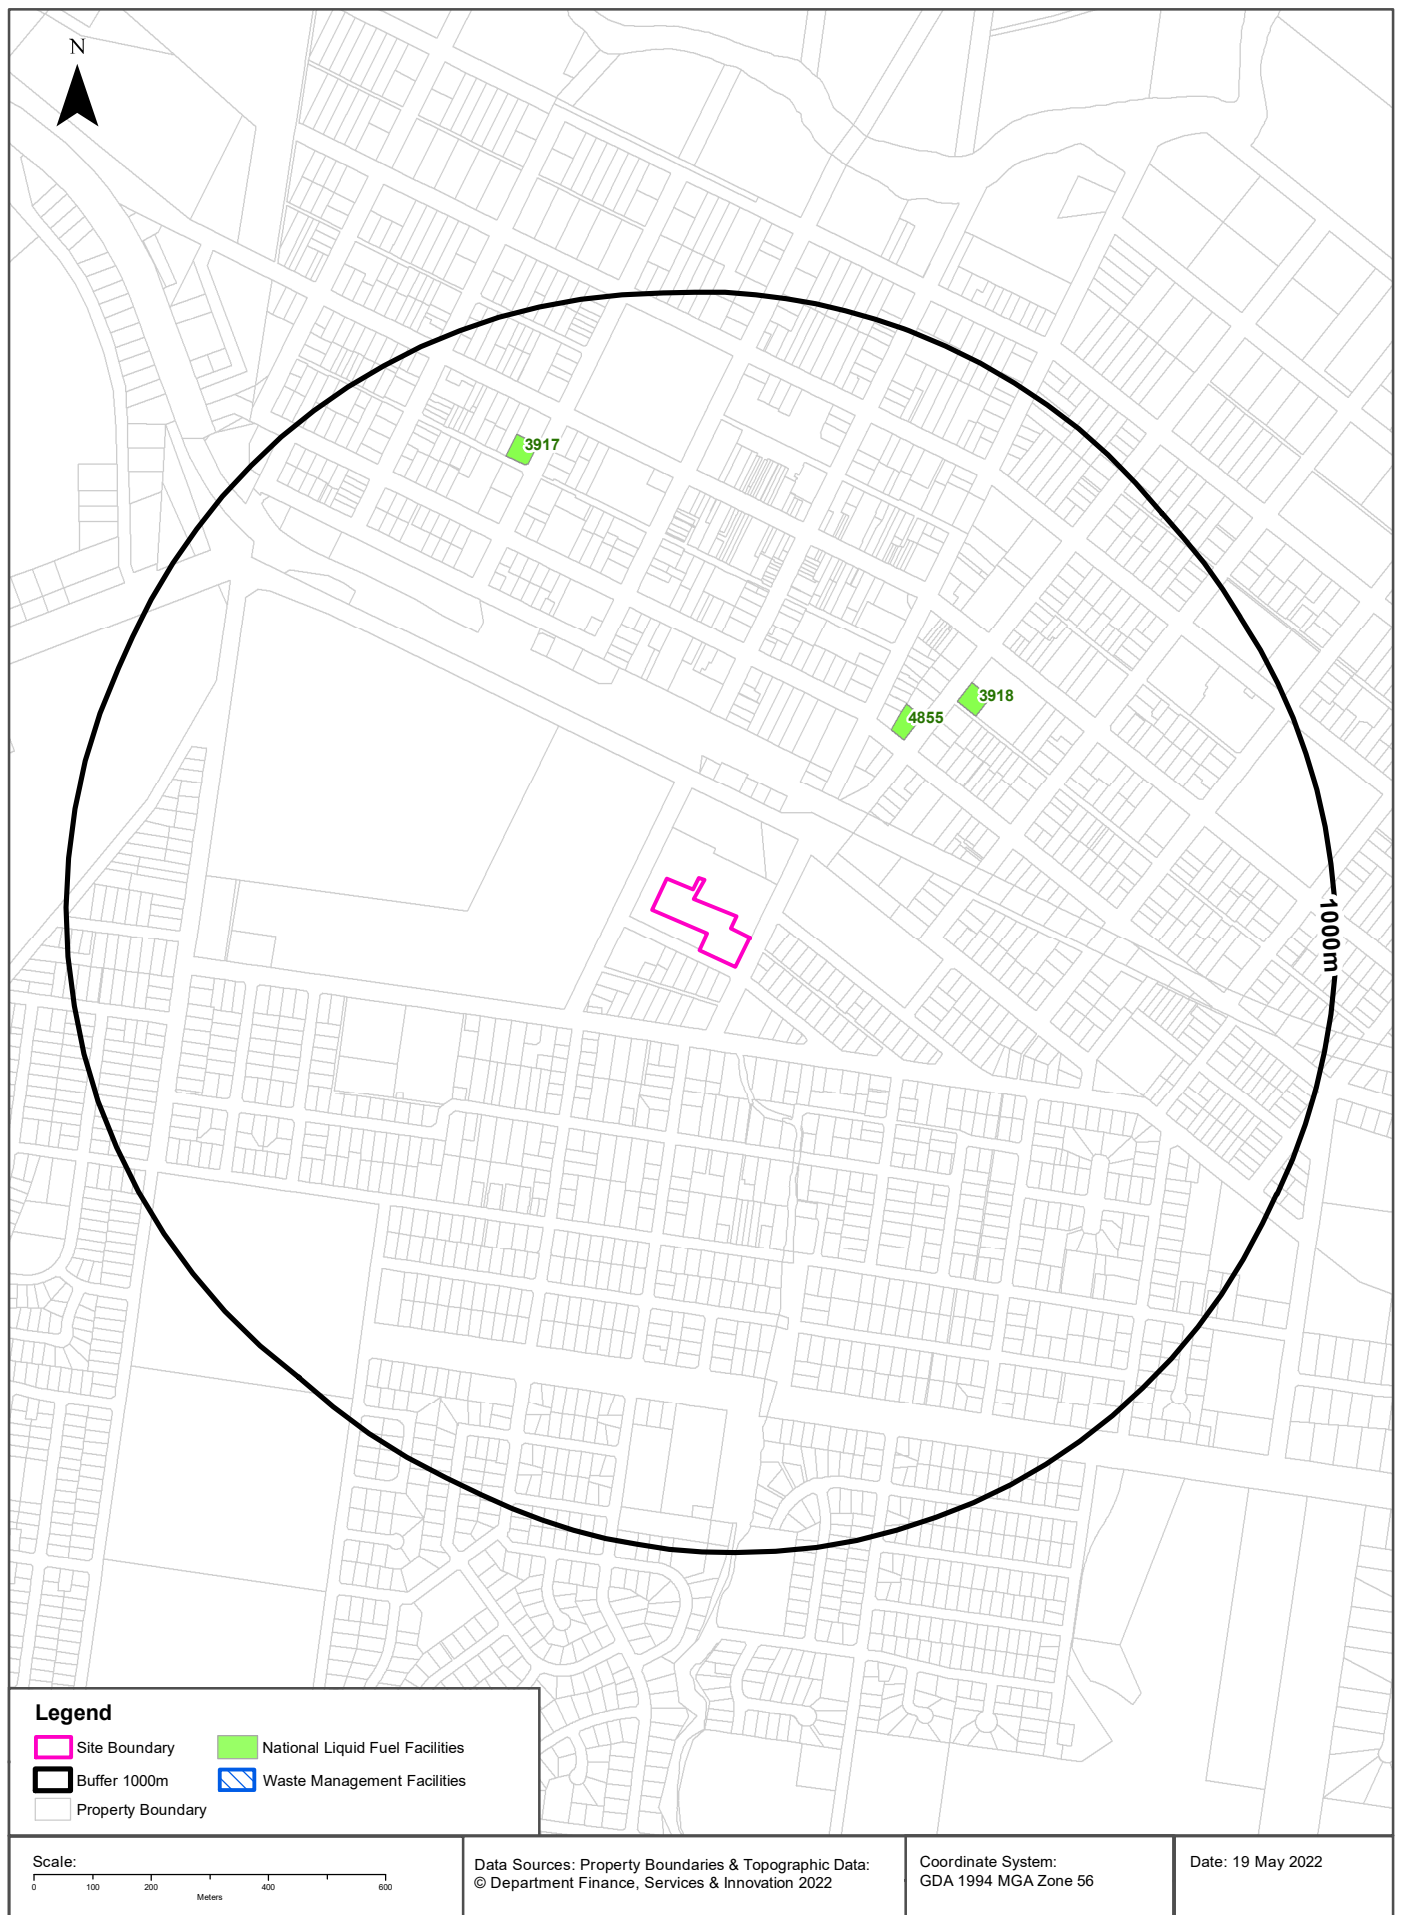 N
3917
3918
4855
1000m
Legend
Site Boundary
National Liquid Fuel Facilities
Buffer 1000m
Waste Management Facilities
Property Boundary
Scale:
0 100 200 400 600
Meters
Data Sources: Property Boundaries & Topographic Data:
© Department Finance, Services & Innovation 2022
Coordinate System:
GDA 1994 MGA Zone 56
Date: 19 May 2022